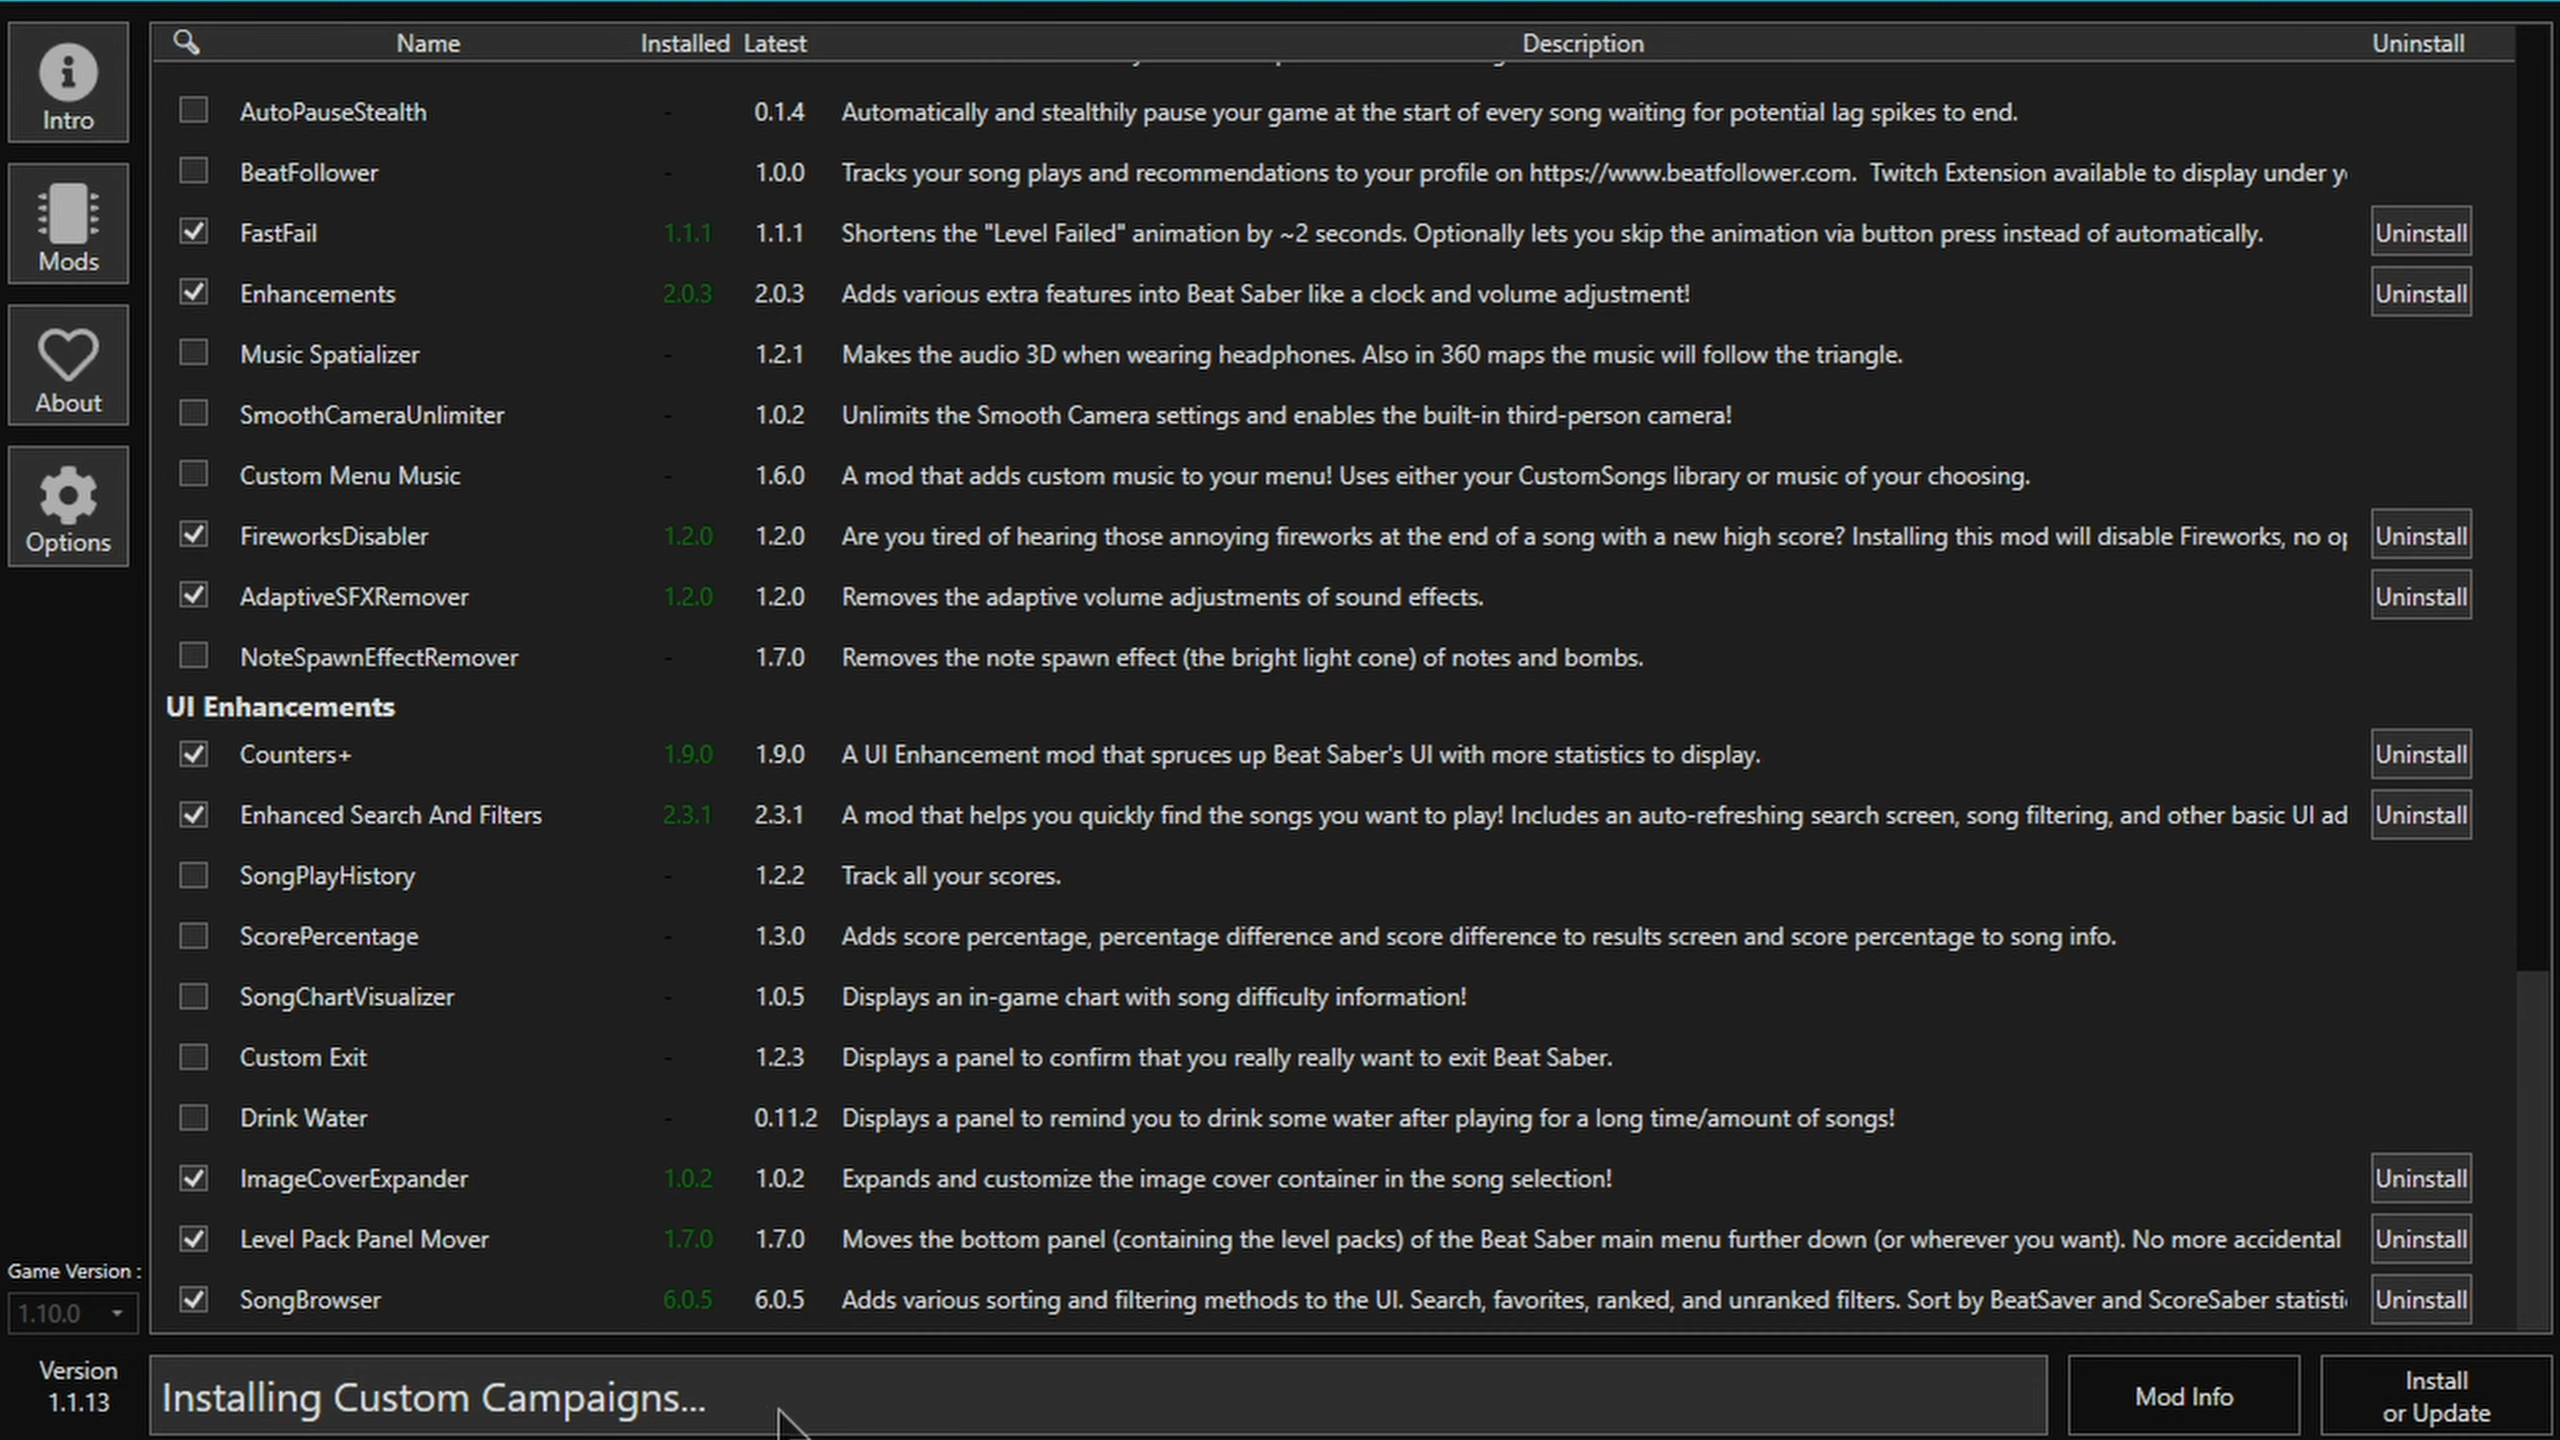 Intro
Mods
About
Options
Game Version :
1.10.0
Version
1.1.13
Name Installed Latest Description Uninstall
AutoPauseStealth - 0.1.4 Automatically and stealthily pause your game at the start of every song waiting for potential lag spikes to end.
BeatFollower - 1.0.0 Tracks your song plays and recommendations to your profile on https://www.beatfollower.com. Twitch Extension available to display under y
FastFail 1.1.1 1.1.1 Shortens the "Level Failed" animation by ~2 seconds. Optionally lets you skip the animation via button press instead of automatically. Uninstall
Enhancements 2.0.3 2.0.3 Adds various extra features into Beat Saber like a clock and volume adjustment! Uninstall
Music Spatializer - 1.2.1 Makes the audio 3D when wearing headphones. Also in 360 maps the music will follow the triangle.
SmoothCameraUnlimiter - 1.0.2 Unlimits the Smooth Camera settings and enables the built-in third-person camera!
Custom Menu Music - 1.6.0 A mod that adds custom music to your menu! Uses either your CustomSongs library or music of your choosing.
FireworksDisabler 1.2.0 1.2.0 Are you tired of hearing those annoying fireworks at the end of a song with a new high score? Installing this mod will disable Fireworks, no Uninstall
AdaptiveSFXRemover 1.2.0 1.2.0 Removes the adaptive volume adjustments of sound effects. Uninstall
NoteSpawnEffectRemover - 1.7.0 Removes the note spawn effect (the bright light cone) of notes and bombs.
UI Enhancements
Counters+ 1.9.0 1.9.0 A UI Enhancement mod that spruces up Beat Saber's UI with more statistics to display. Uninstall
Enhanced Search And Filters 2.3.1 2.3.1 A mod that helps you quickly find the songs you want to play! Includes an auto-refreshing search screen, song filtering, and other basic UI ad Uninstall
SongPlayHistory - 1.2.2 Track all your scores.
ScorePercentage - 1.3.0 Adds score percentage, percentage difference and score difference to results screen and score percentage to song info.
SongChartVisualizer - 1.0.5 Displays an in-game chart with song difficulty information!
Custom Exit - 1.2.3 Displays a panel to confirm that you really really want to exit Beat Saber.
Drink Water - 0.11.2 Displays a panel to remind you to drink some water after playing for a long time/amount of songs!
ImageCoverExpander 1.0.2 1.0.2 Expands and customize the image cover container in the song selection! Uninstall
Level Pack Panel Mover 1.7.0 1.7.0 Moves the bottom panel (containing the level packs) of the Beat Saber main menu further down (or wherever you want). No more accidental Uninstall
SongBrowser 6.0.5 6.0.5 Adds various sorting and filtering methods to the UI. Search, favorites, ranked, and unranked filters. Sort by BeatSaver and ScoreSaber statisti Uninstall
Installing Custom Campaigns...
Mod Info
Install
or Update